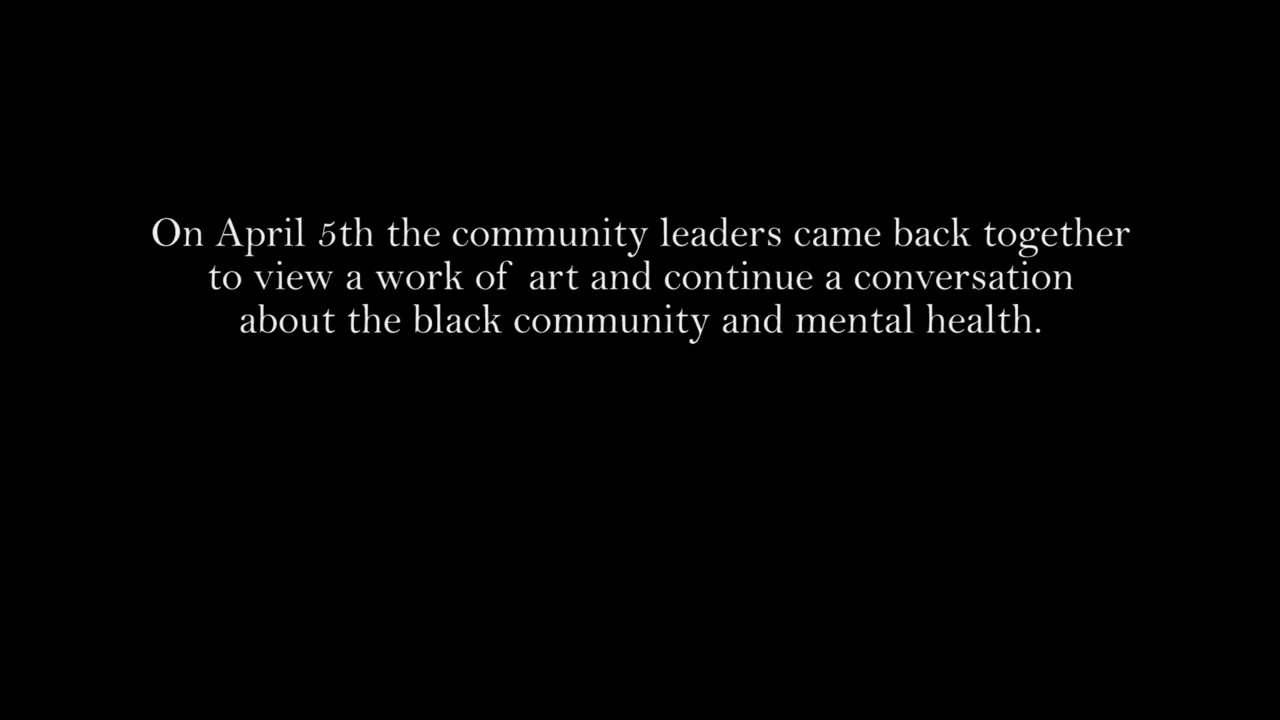 On April 5th the community leaders came back together
to view a work of art and continue a conversation
about the black community and mental health.